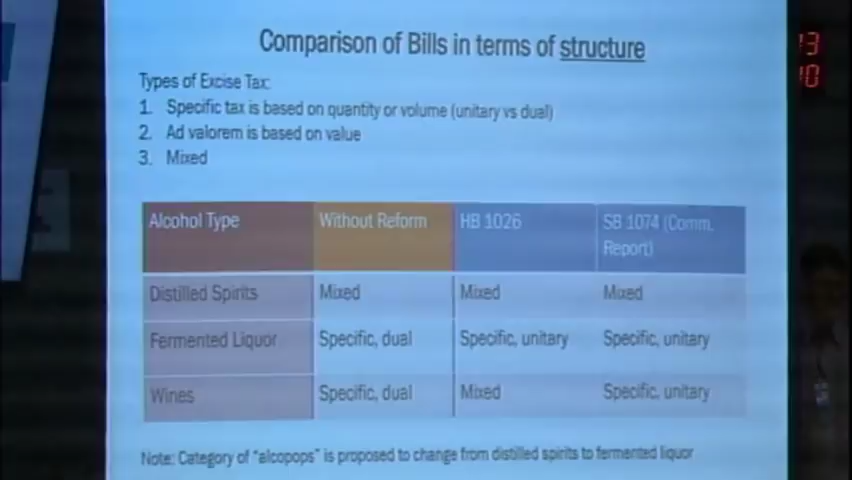 Comparison of Bills in terms of structure
Types of Excise Tax:
1. Specific tax is based on quantity or volume (unitary vs dual)
2. Ad valorem is based on value
3. Mixed
Alcohol Type Without Reform HB 1026 SB 1074 (Comm. Report)
Distilled Spirits Mixed Mixed Mixed
Fermented Liquor Specific, dual Specific, unitary Specific, unitary
Wines Specific, dual Mixed Specific, unitary
Note: Category of "alcopops" is proposed to change from distilled spirits to fermented liquor
13
10